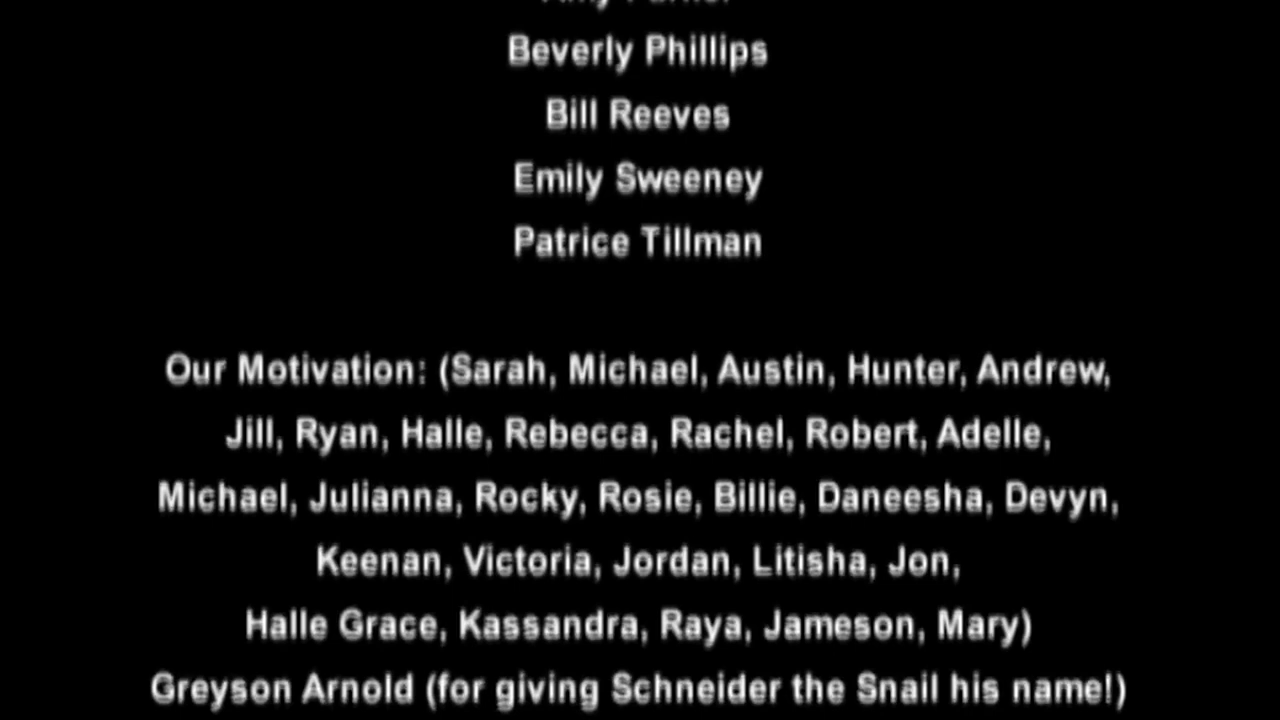 Beverly Phillips
Bill Reeves
Emily Sweeney
Patrice Tillman
Our Motivation: (Sarah, Michael, Austin, Hunter, Andrew,
Jill, Ryan, Halle, Rebecca, Rachel, Robert, Adelle,
Michael, Julianna, Rocky, Rosie, Billie, Daneesha, Devyn,
Keenan, Victoria, Jordan, Litisha, Jon,
Halle Grace, Kassandra, Raya, Jameson, Mary)
Greyson Arnold (for giving Schneider the Snail his name!)